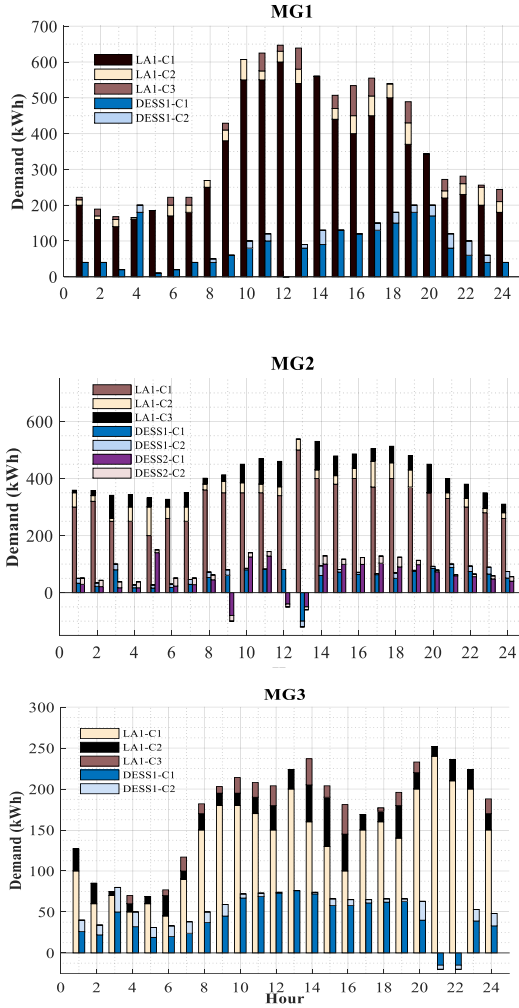 MG1
700
600
500
400
300
200
100
0
Demand (kWh)
LA1-C1
LA1-C2
LA1-C3
DESS1-C1
DESS1-C2
0 2 4 6 8 10 12 14 16 18 20 22 24
MG2
600
400
200
0
Demand (kWh)
LA1-C1
LA1-C2
LA1-C3
DESS1-C1
DESS1-C2
DESS2-C1
DESS2-C2
0 2 4 6 8 10 12 14 16 18 20 22 24
MG3
300
250
200
150
100
50
0
Demand (kWh)
LA1-C1
LA1-C2
LA1-C3
DESS1-C1
DESS1-C2
0 2 4 6 8 10 12 14 16 18 20 22 24
Hour